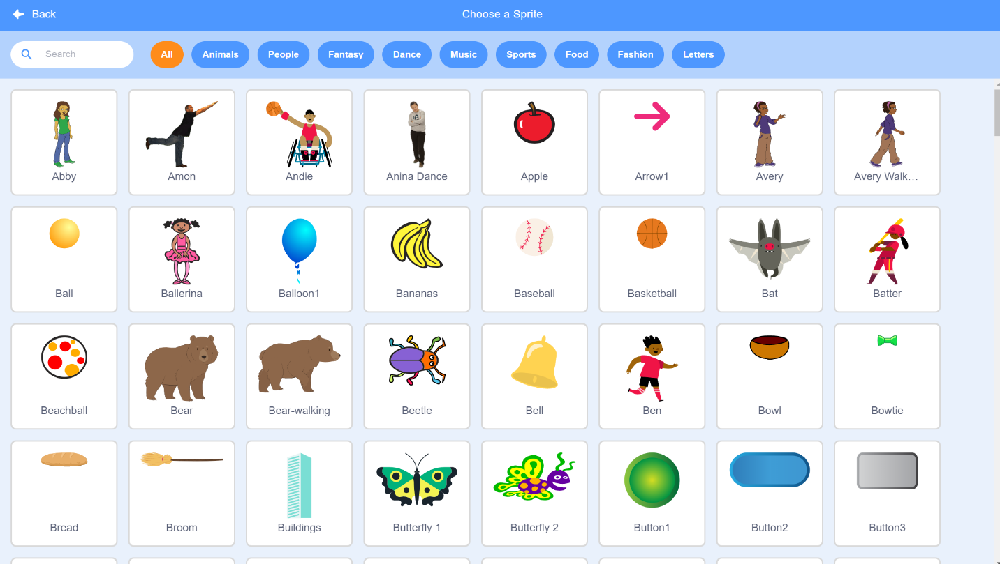 Back
Choose a Sprite
Search
All
Animals
People
Fantasy
Dance
Music
Sports
Food
Fashion
Letters
Abby
Amon
Andie
Anina Dance
Apple
Arrow1
Avery
Avery Walk…
Ball
Ballerina
Balloon1
Bananas
Baseball
Basketball
Bat
Batter
Beachball
Bear
Bear-walking
Beetle
Bell
Ben
Bowl
Bowtie
Bread
Broom
Buildings
Butterfly 1
Butterfly 2
Button1
Button2
Button3